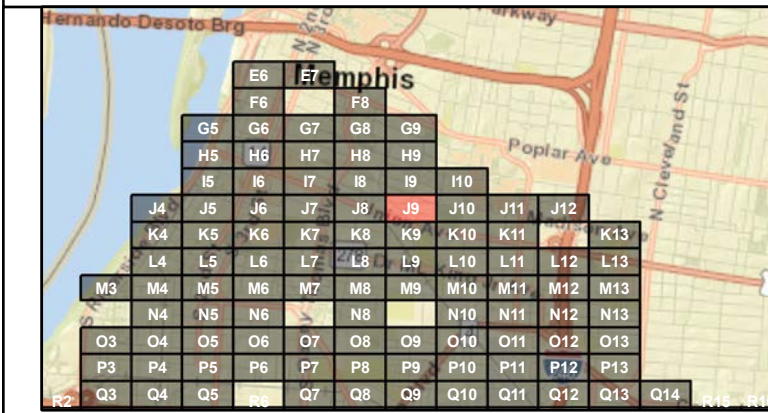 Hernando Desoto Brg
N 2nd
N 3ro
Parkway
Memphis
E6 E7
F6 F8
G5 G6 G7 G8 G9
Poplar Ave
N Cleveland St
H5 H6 H7 H8 H9
I5 I6 I7 I8 I9 I10
J4 J5 J6 J7 J8 J9 J10 J11 J12
K4 K5 K6 K7 K8 K9 K10 K11 K13
L4 L5 L6 L7 L8 L9 L10 L11 L12 L13
M3 M4 M5 M6 M7 M8 M9 M10 M11 M12 M13
N4 N5 N6 N8 N10 N11 N12 N13
O3 O4 O5 O6 O7 O8 O9 O10 O11 O12 O13
P3 P4 P5 P6 P7 P8 P9 P10 P11 P12 P13
Q3 Q4 Q5 Q7 Q8 Q9 Q10 Q11 Q12 Q13 Q14
R2 R6 R15